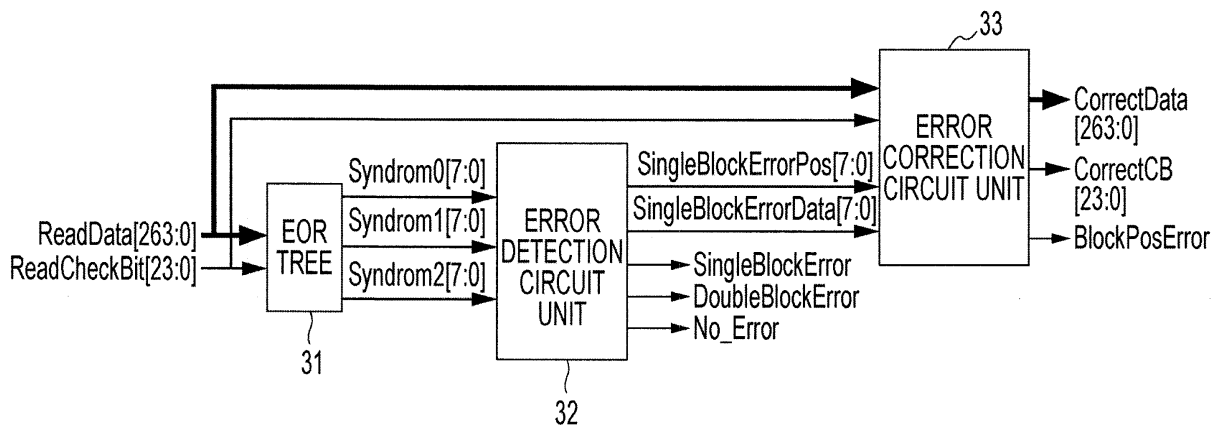 33
ERROR
CORRECTION
CIRCUIT UNIT
CorrectData
[263:0]
CorrectCB
[23:0]
BlockPosError
Syndrom0[7:0]
Syndrom1[7:0]
Syndrom2[7:0]
SingleBlockErrorPos[7:0]
SingleBlockErrorData[7:0]
ERROR
DETECTION
CIRCUIT
UNIT
SingleBlockError
DoubleBlockError
No_Error
ReadData[263:0]
ReadCheckBit[23:0]
EOR
TREE
31
32